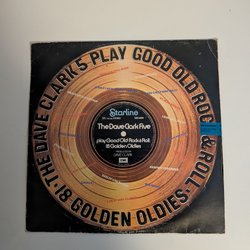 THE DAVE CLARK 5 PLAY GOOD OLD ROCK & ROLL
18 GOLDEN OLDIES
Starline
The Dave Clark Five
play Good Old Rock & Roll
18 Golden Oldies
DAVE CLARK
EMI